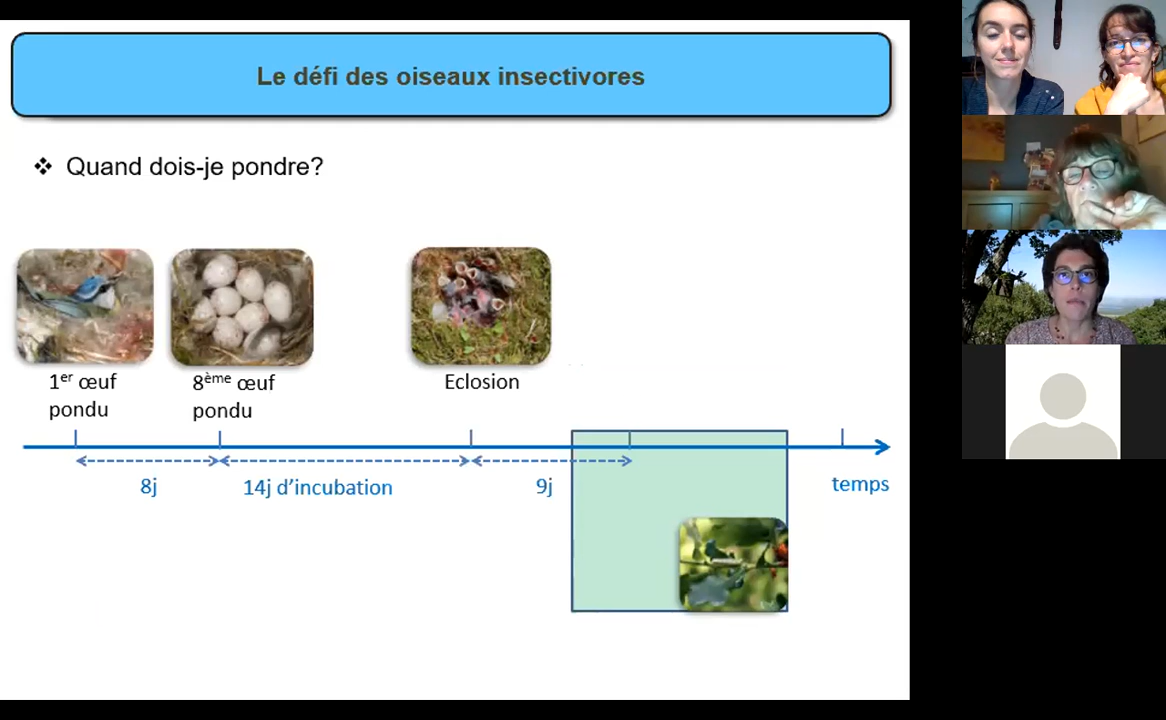 Le défi des oiseaux insectivores
❖ Quand dois-je pondre?
1er œuf
pondu
8ème œuf
pondu
Eclosion
8j
14j d’incubation
9j
temps